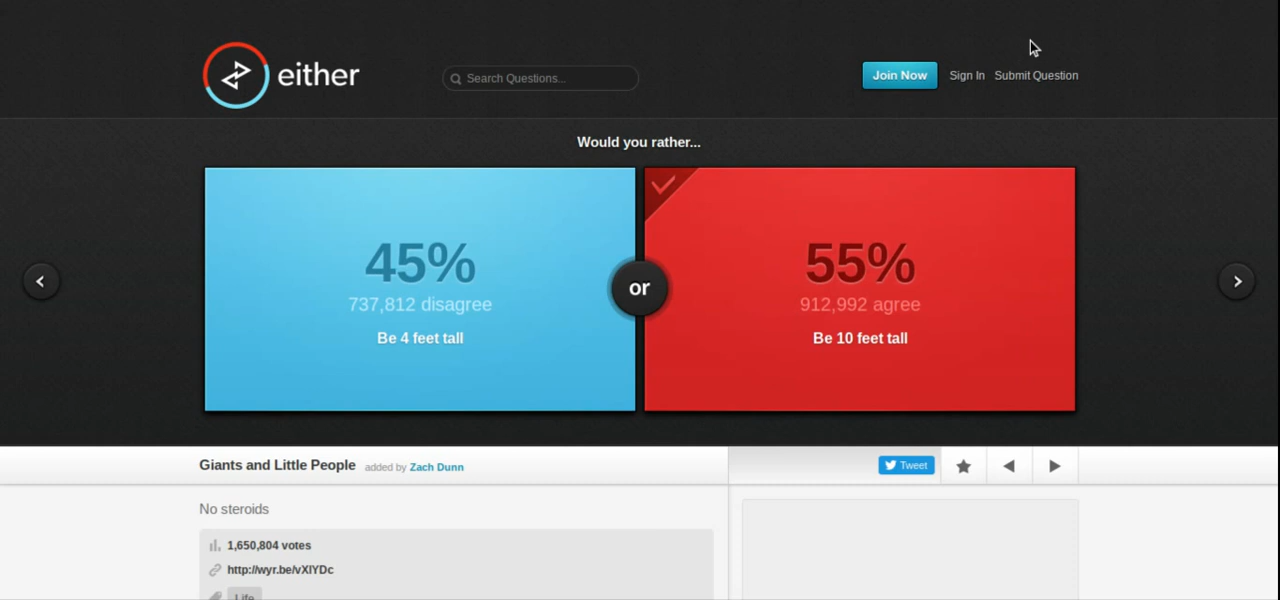 either
Search Questions...
Join Now
Sign In
Submit Question
Would you rather...
45%
737,812 disagree
Be 4 feet tall
or
55%
912,992 agree
Be 10 feet tall
Giants and Little People added by Zach Dunn
Tweet
No steroids
1,650,804 votes
http://wyr.be/vXIYDc
Life